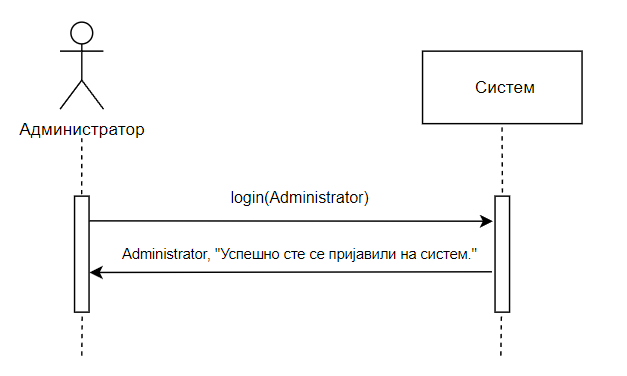 Систем
Администратор
login(Administrator)
Administrator, "Успешно сте се пријавили на систем."